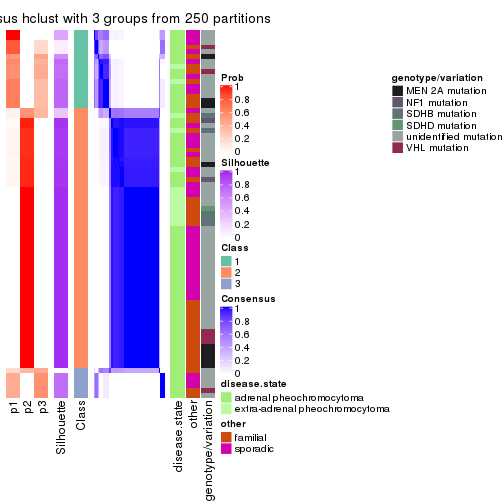 sus hclust with 3 groups from 250 partitions
Prob
1
0.8
0.6
0.4
0.2
0
Silhouette
1
0.8
0.6
0.4
0.2
0
Class
1
2
3
Consensus
1
0.8
0.6
0.4
0.2
0
disease.state
adrenal pheochromocytoma
extra-adrenal pheochromocytoma
other
familial
sporadic
genotype/variation
MEN 2A mutation
NF1 mutation
SDHB mutation
SDHD mutation
unidentified mutation
VHL mutation
p1
p2
p3
Silhouette
Class
disease.state
other
genotype/variation